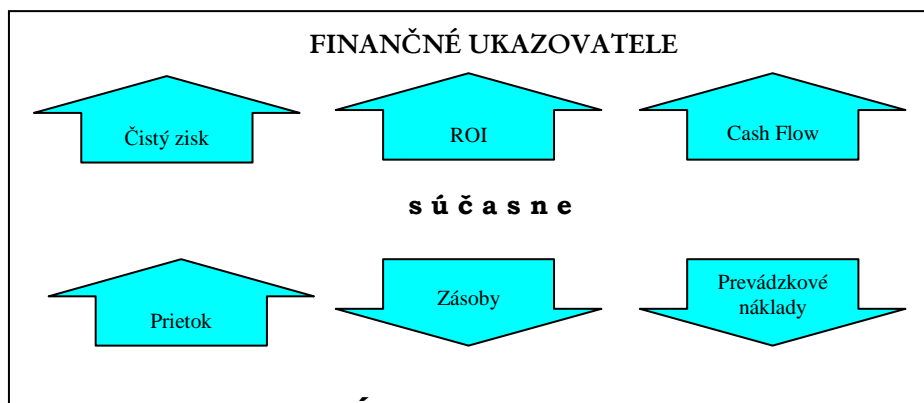 FINANČNÉ UKAZOVATELE
Čistý zisk
ROI
Cash Flow
s ú č a s n e
Prietok
Zásoby
Prevádzkové
náklady